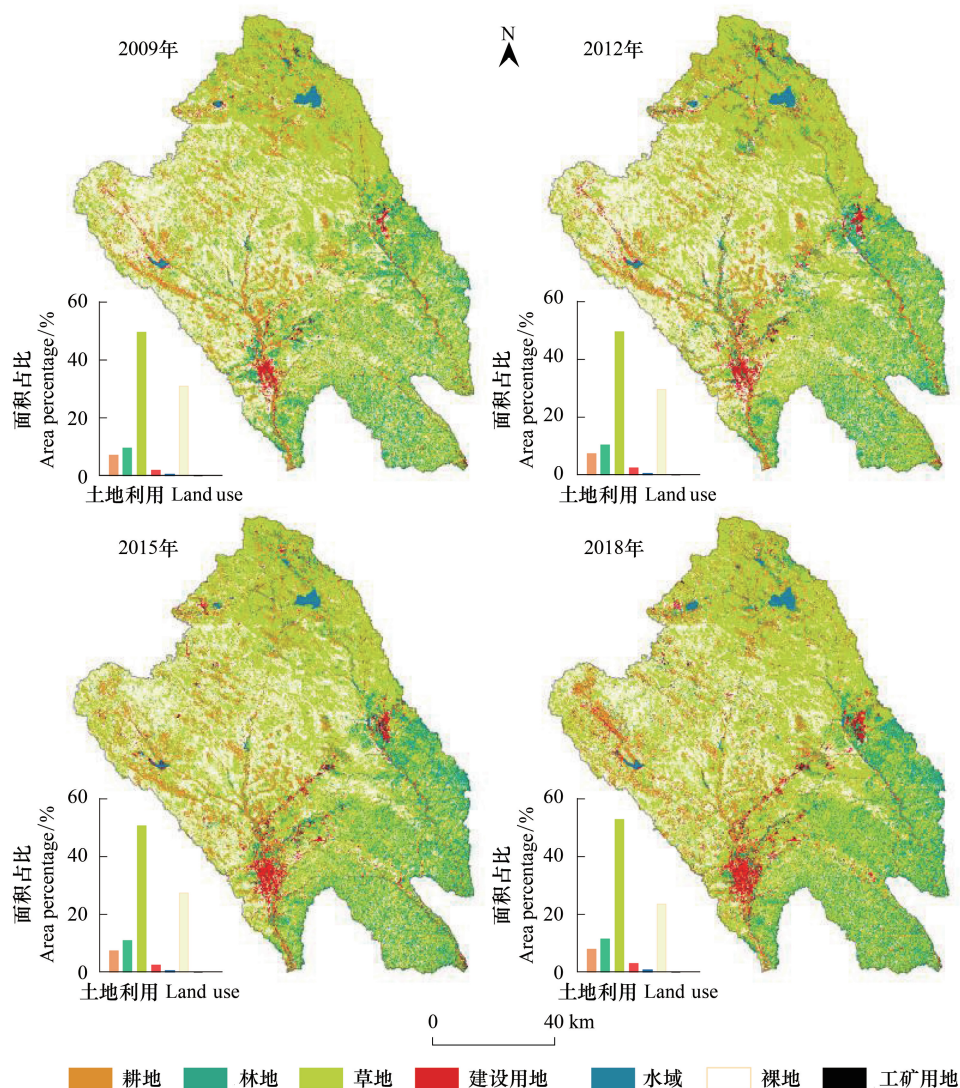 2009年
N
2012年
60
40
20
0
面积占比
Area percentage/%
土地利用 Land use
60
40
20
0
面积占比
Area percentage/%
土地利用 Land use
2015年
2018年
60
40
20
0
面积占比
Area percentage/%
土地利用 Land use
60
40
20
0
面积占比
Area percentage/%
土地利用 Land use
0 40 km
耕地 林地 草地 建设用地 水域 裸地 工矿用地